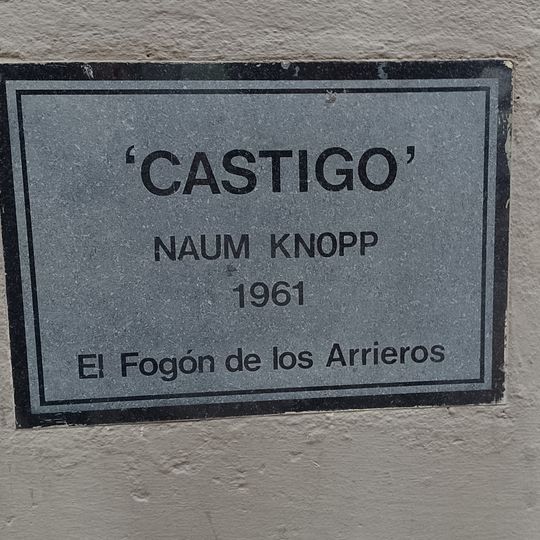 ‘CASTIGO’
NAUM KNOPP
1961
El Fogón de los Arrieros